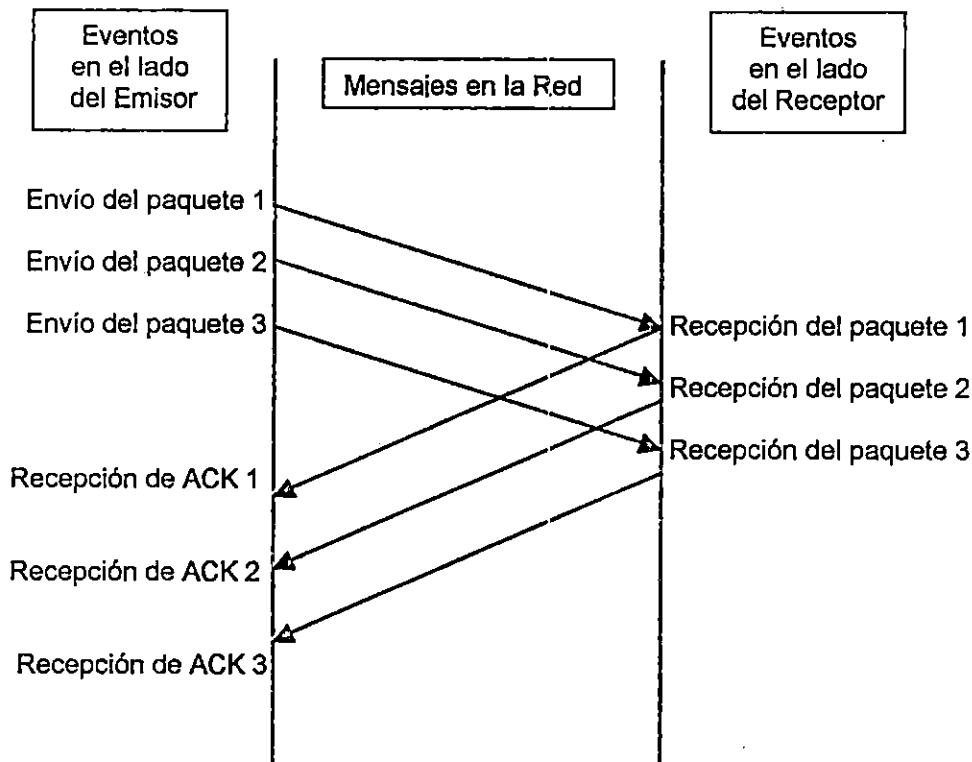 Eventos
en el lado
del Emisor
Mensajes en la Red
Eventos
en el lado
del Receptor
Envío del paquete 1
Envío del paquete 2
Envío del paquete 3
Recepción del paquete 1
Recepción del paquete 2
Recepción del paquete 3
Recepción de ACK 1
Recepción de ACK 2
Recepción de ACK 3